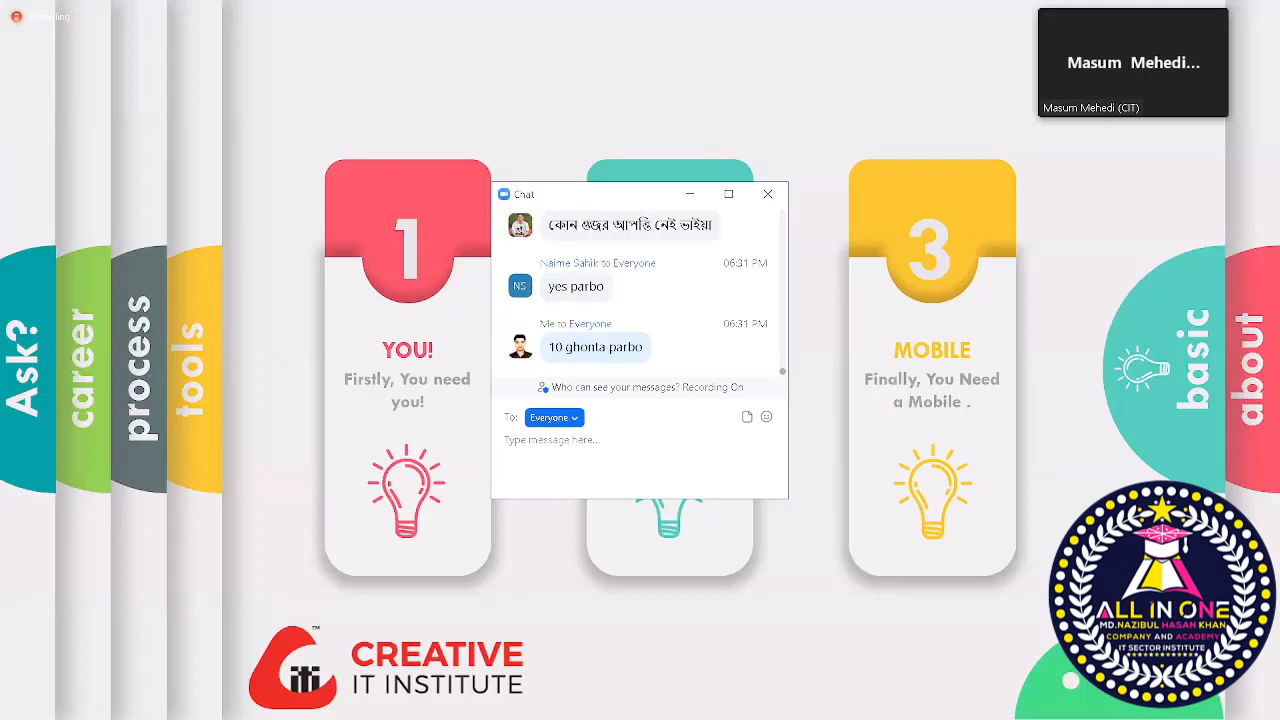 Recording
Masum Mehedi...
Masum Mehedi (CIT)
Ask?
career
process
tools
1
YOU!
Firstly, You need
you!
Chat
কোন ওজর আপত্তি নেই ভাইয়া
Naime Sahik to Everyone
06:31 PM
NS
yes parbo
Me to Everyone
06:31 PM
10 ghonta parbo
Who can see your messages? Recording On
To:
Everyone
Type message here...
3
MOBILE
Finally, You Need
a Mobile .
basic
about
CREATIVE
IT INSTITUTE
TM
iti
ALL IN ONE
MD.NAZIBUL HASAN KHAN
COMPANY AND ACADEMY
IT SECTOR INSTITUTE